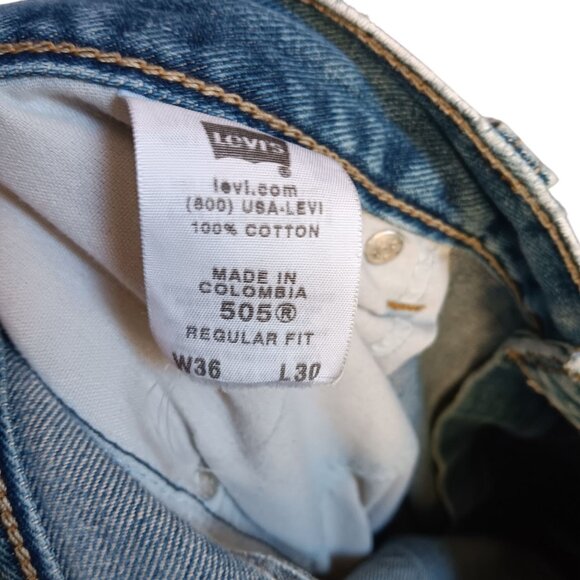 LEVI'S
®
levi.com
(800) USA-LEVI
100% COTTON
MADE IN
COLOMBIA
505®
REGULAR FIT
W36 L30